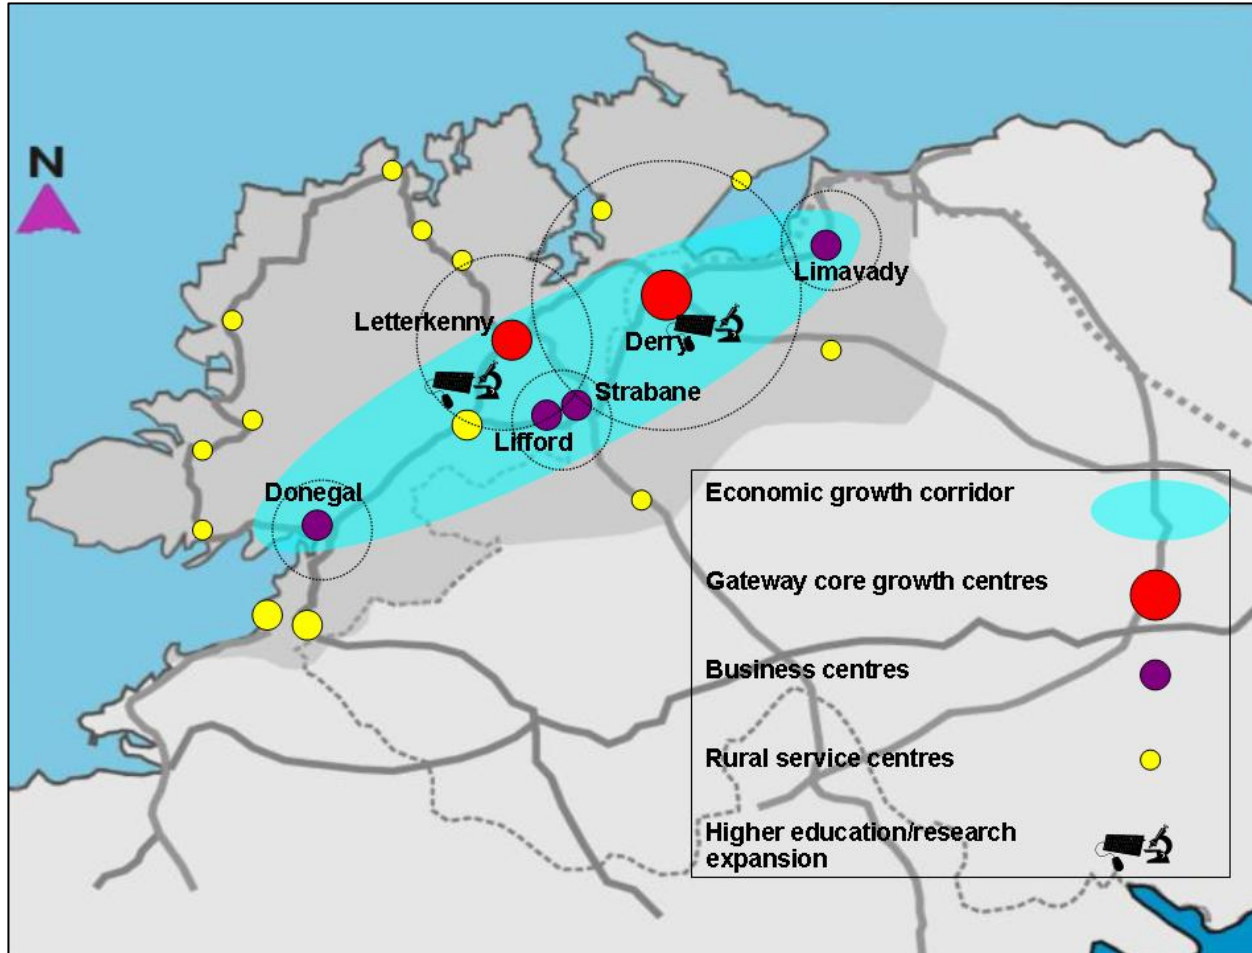 N
Limavady
Letterkenny
Derry
Strabane
Lifford
Donegal
Economic growth corridor
Gateway core growth centres
Business centres
Rural service centres
Higher education/research
expansion